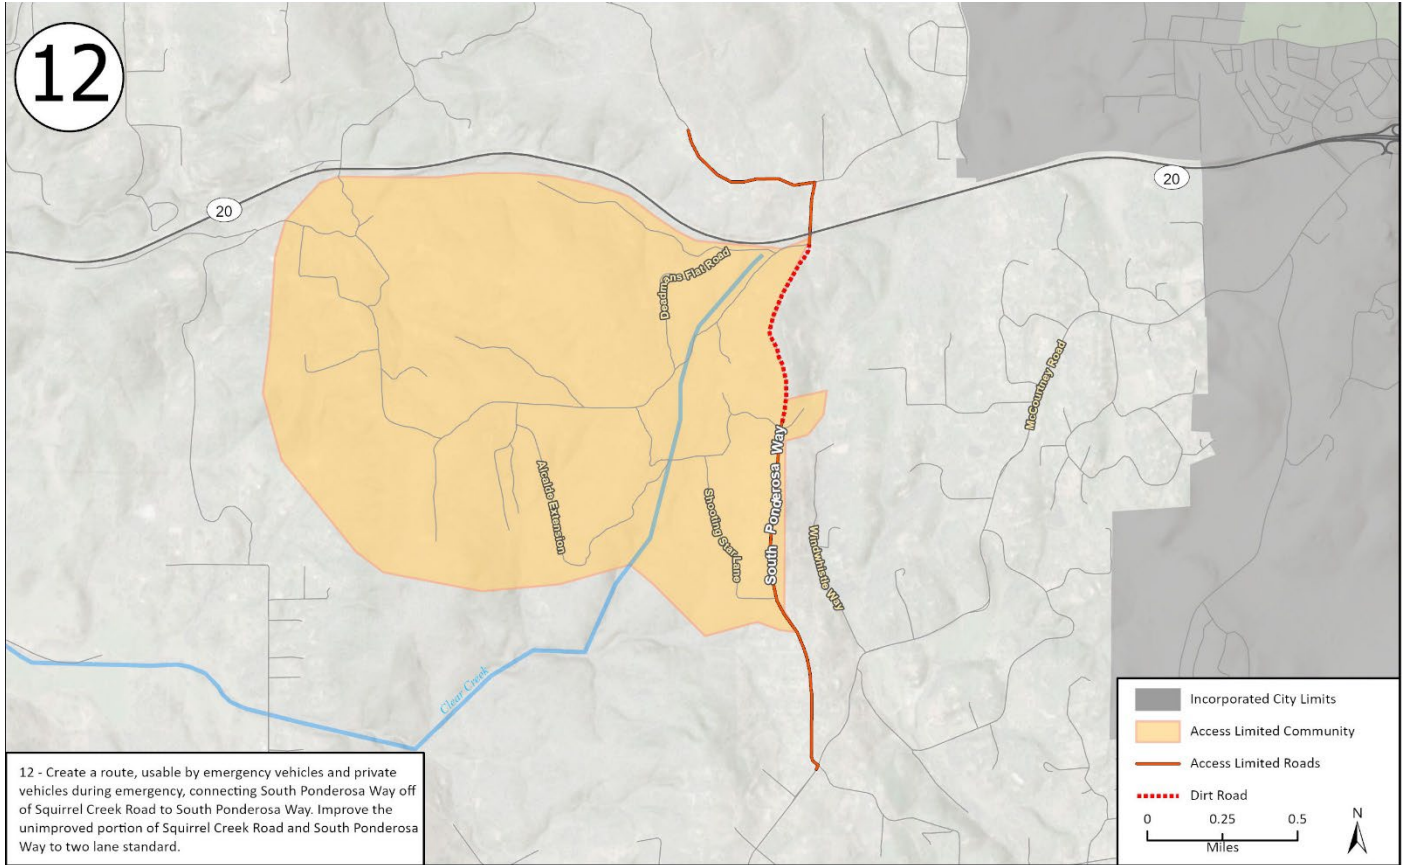 12
20
20
Deadmans Flat Road
McCourtney Road
South Ponderosa Way
Alcalde Extension
Shooting Star Lane
Windwhistle Way
Clear Creek
12 - Create a route, usable by emergency vehicles and private
vehicles during emergency, connecting South Ponderosa Way off
of Squirrel Creek Road to South Ponderosa Way. Improve the
unimproved portion of Squirrel Creek Road and South Ponderosa
Way to two lane standard.
Incorporated City Limits
Access Limited Community
Access Limited Roads
Dirt Road
0 0.25 0.5
Miles
N